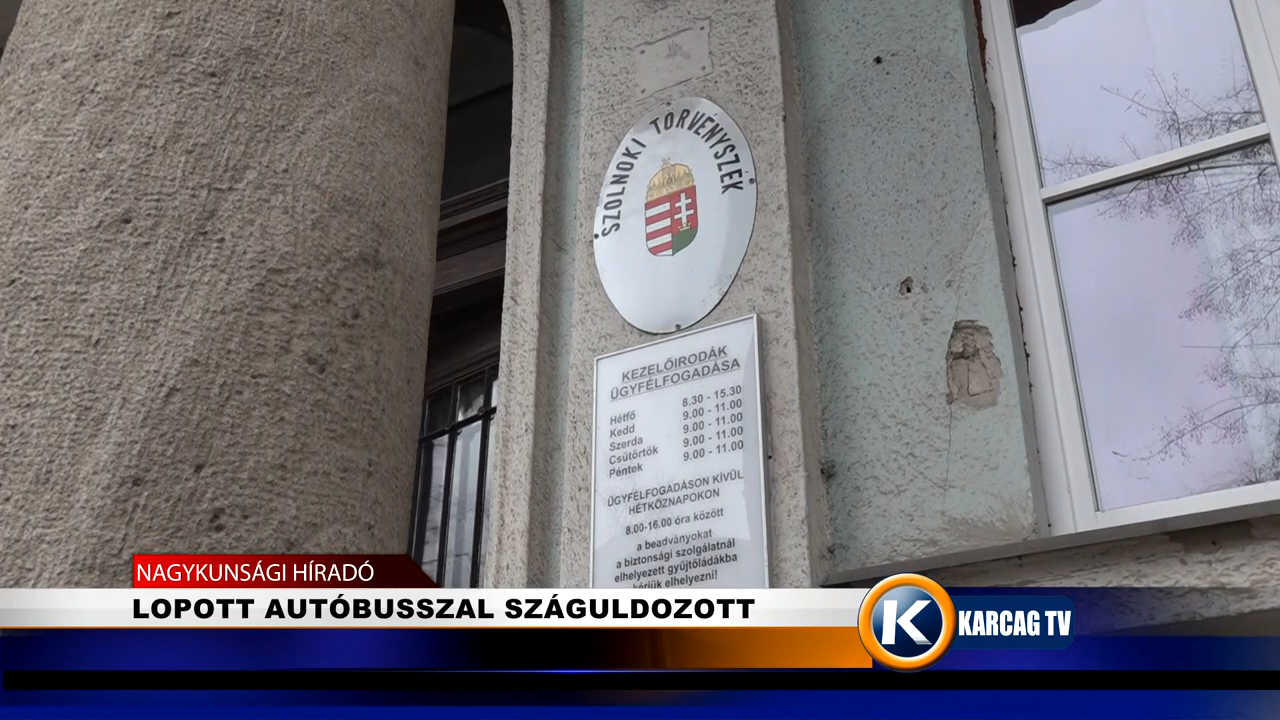 SZOLNOKI TÖRVÉNYSZÉK
KEZELŐIRODÁK
ÜGYFÉLFOGADÁSA
Hétfő 8.30 - 15.30
Kedd 9.00 - 11.00
Szerda 9.00 - 11.00
Csütörtök 9.00 - 11.00
Péntek 9.00 - 11.00
ÜGYFÉLFOGADÁSON KÍVÜL
HÉTKÖZNAPOKON
8.00-16.00 óra között
a beadványokat
a biztonsági szolgálatnál
elhelyezett gyűjtőládákba
kérjük elhelyezni!
NAGYKUNSÁGI HÍRADÓ
LOPOTT AUTÓBUSSZAL SZÁGULDOZOTT
K KARCAG TV